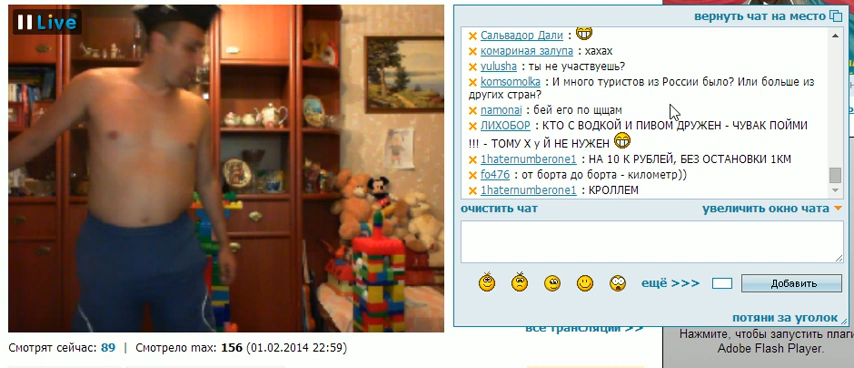 Live
вернуть чат на место
Сальвадор Дали :
комариная залупа : хахах
yulusha : ты не участвуешь?
komsomolka : И много туристов из России было? Или больше из
других стран?
namonai : бей его по щщам
ЛИХОБОР : КТО С ВОДКОЙ И ПИВОМ ДРУЖЕН - ЧУВАК ПОЙМИ
!!! - ТОМУ Х у Й НЕ НУЖЕН
1haternumberone1 : НА 10 К РУБЛЕЙ, БЕЗ ОСТАНОВКИ 1КМ
fo476 : от борта до борта - километр))
1haternumberone1 : КРОЛЛЕМ
очистить чат
увеличить окно чата
ещё >>>
Добавить
потяни за уголок
все трансляции >>
Нажмите, чтобы запустить
Adobe Flash Player.
Смотрят сейчас: 89 | Смотрело max: 156 (01.02.2014 22:59)